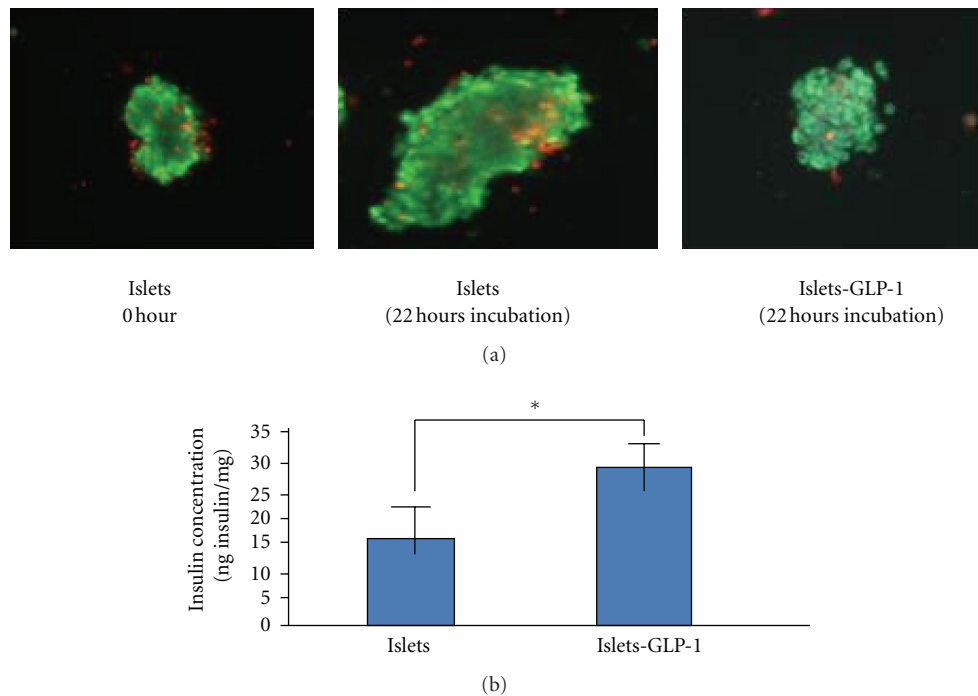 Islets
0 hour
Islets
(22 hours incubation)
Islets-GLP-1
(22 hours incubation)
(a)
Insulin concentration
(ng insulin/mg)
35
30
25
20
15
10
5
0
*
Islets
Islets-GLP-1
(b)